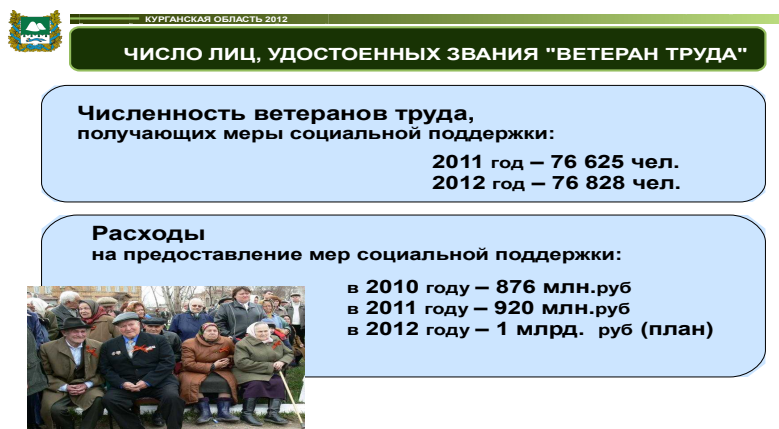 КУРГАНСКАЯ ОБЛАСТЬ 2012
ЧИСЛО ЛИЦ, УДОСТОЕННЫХ ЗВАНИЯ "ВЕТЕРАН ТРУДА"
Численность ветеранов труда,
получающих меры социальной поддержки:
2011 год – 76 625 чел.
2012 год – 76 828 чел.
Расходы
на предоставление мер социальной поддержки:
в 2010 году – 876 млн.руб
в 2011 году – 920 млн.руб
в 2012 году – 1 млрд. руб (план)